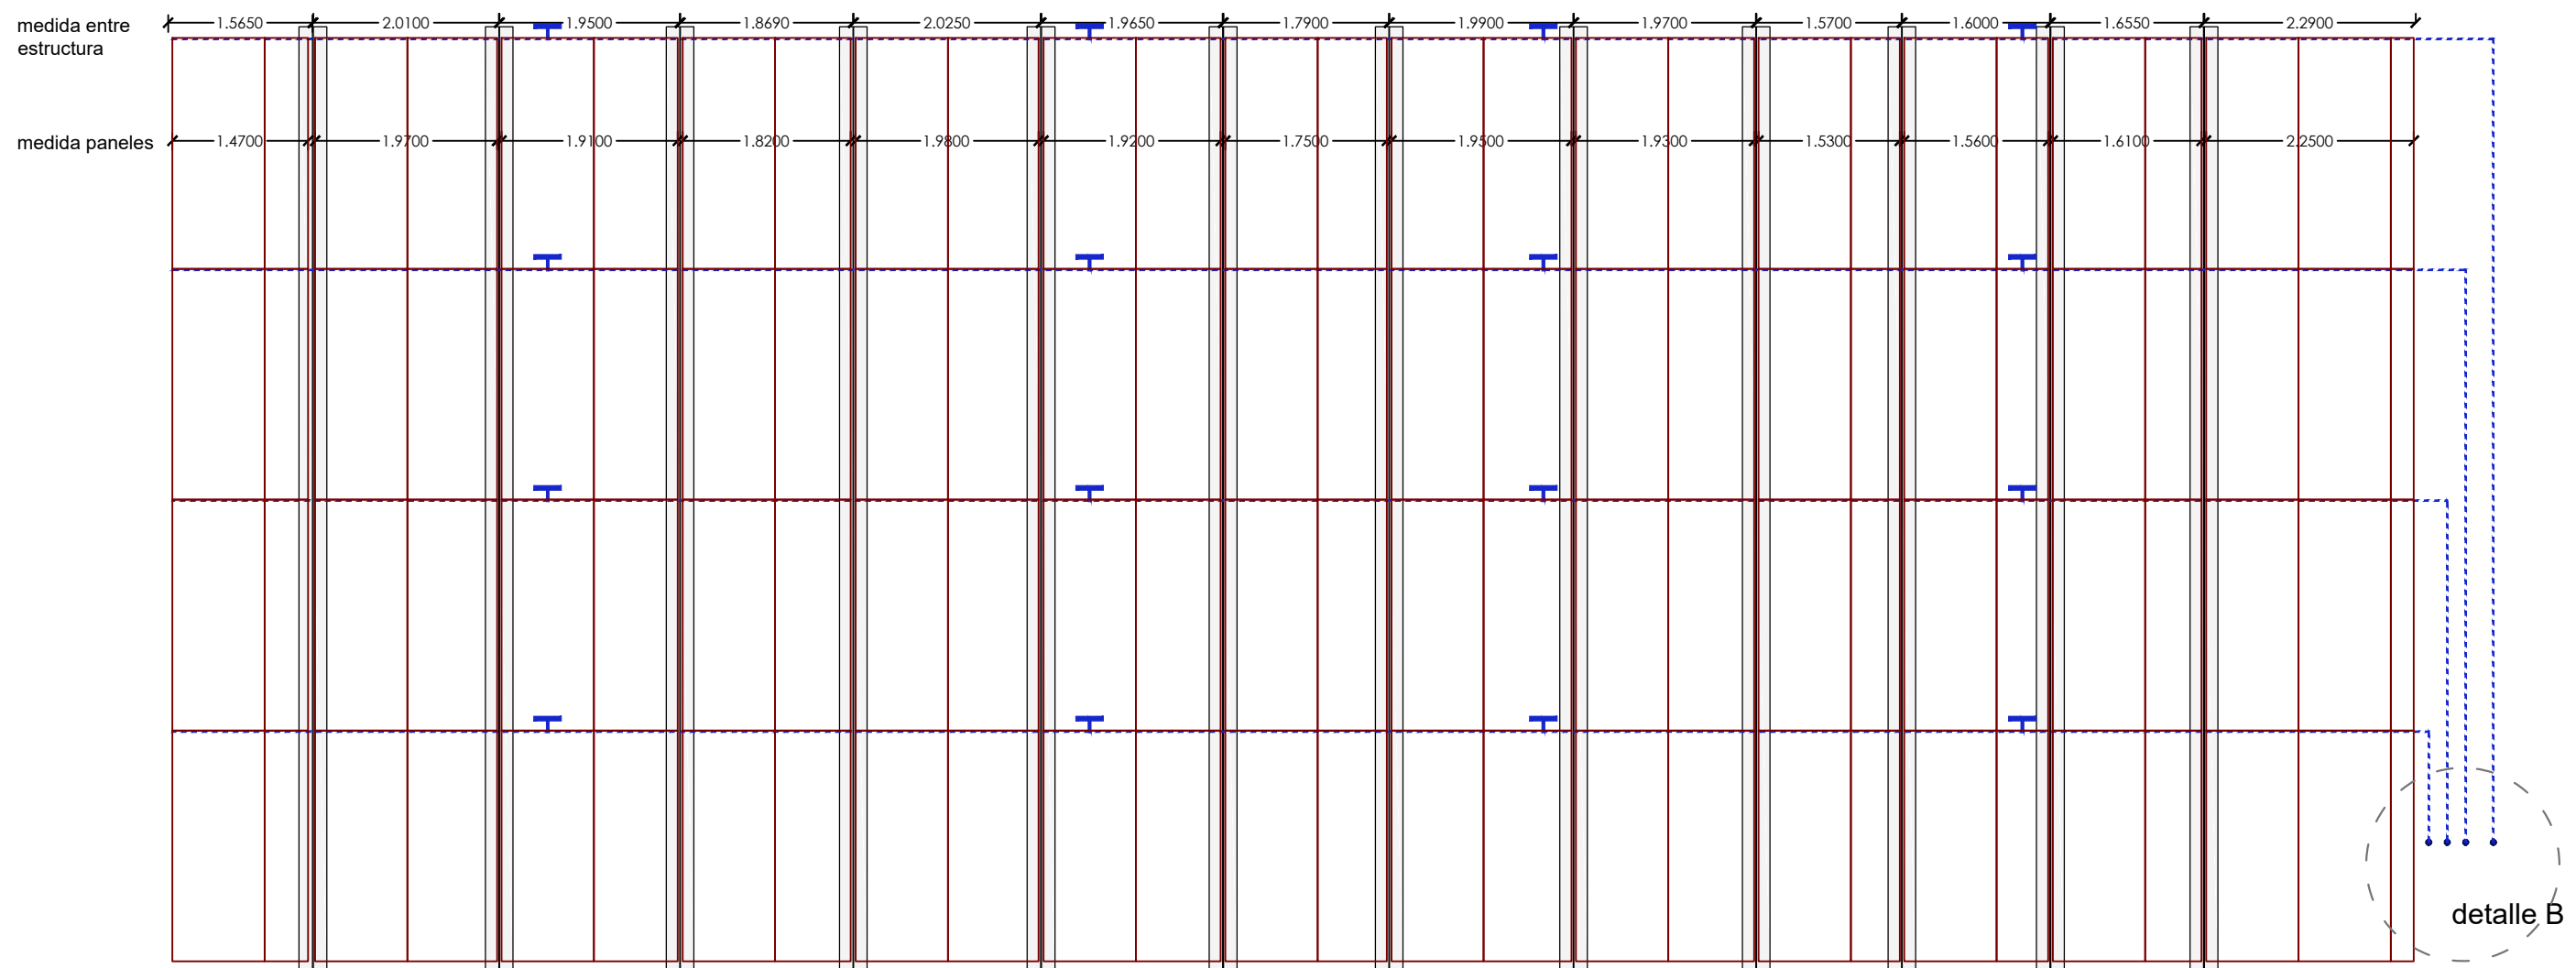 medida entre
estructura
1.5650 2.0100 1.9500 1.8690 2.0250 1.9650 1.7900 1.9900 1.9700 1.5700 1.6000 1.6550 2.2900
medida paneles
1.4700 1.9700 1.9100 1.8200 1.9800 1.9200 1.7500 1.9500 1.9300 1.5300 1.5600 1.6100 2.2500
detalle B